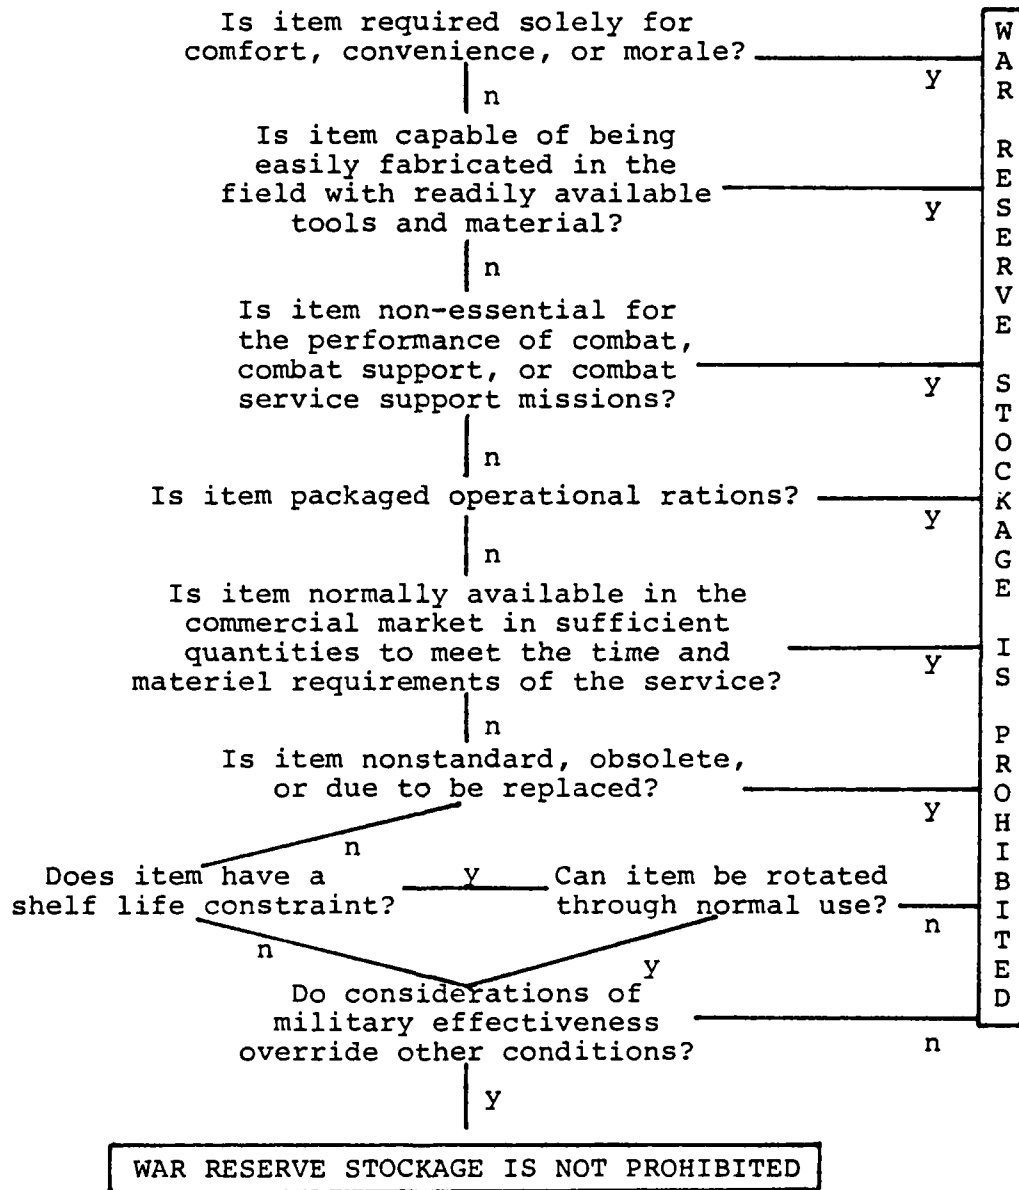 Is item required solely for
comfort, convenience, or morale?
y
n
Is item capable of being
easily fabricated in the
field with readily available
tools and material?
y
n
Is item non-essential for
the performance of combat,
combat support, or combat
service support missions?
y
n
Is item packaged operational rations?
y
n
Is item normally available in the
commercial market in sufficient
quantities to meet the time and
materiel requirements of the service?
y
n
Is item nonstandard, obsolete,
or due to be replaced?
y
n
Does item have a
shelf life constraint?
y
Can item be rotated
through normal use?
n
n
y
Do considerations of
military effectiveness
override other conditions?
n
y
WAR RESERVE STOCKAGE IS NOT PROHIBITED
WAR RESERVE STOCKAGE IS PROHIBITED